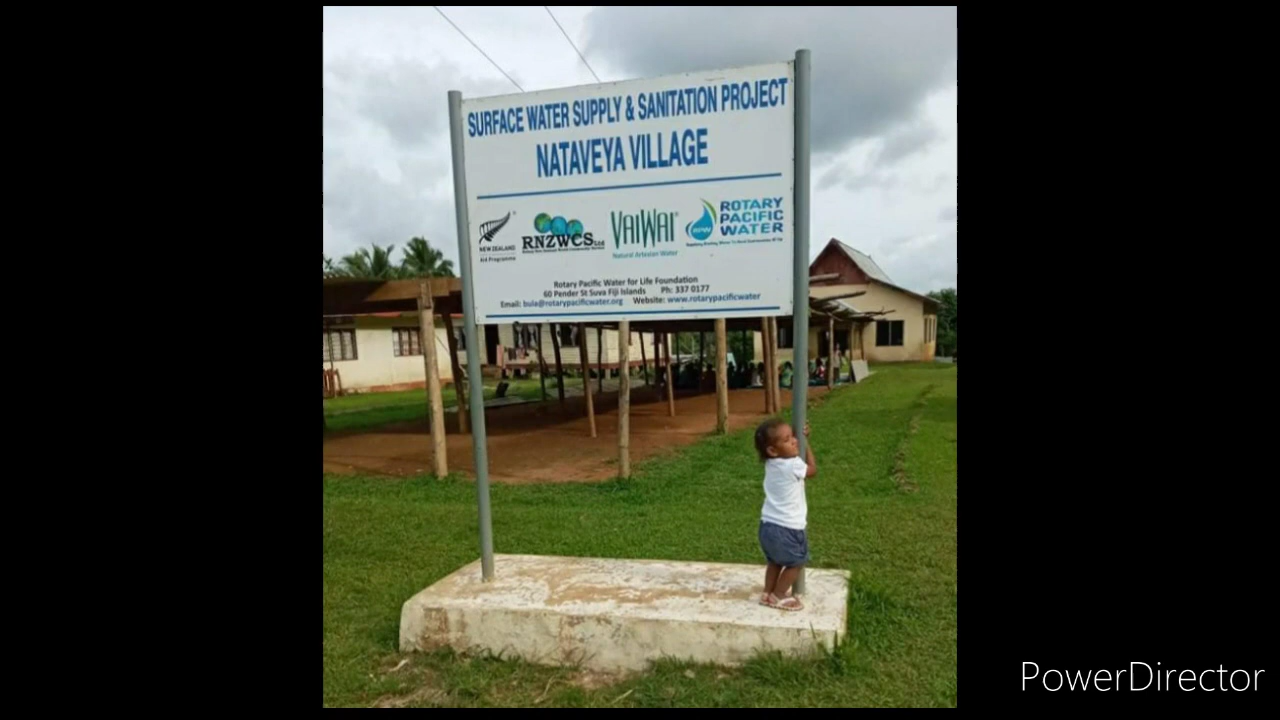 SURFACE WATER SUPPLY & SANITATION PROJECT
NATAVEYA VILLAGE
NEW ZEALAND
Aid Programme
RNZWCS Ltd
VAIWAI
Natural Artesian Water
ROTARY
PACIFIC
WATER
RPW
Rotary Pacific Water for Life Foundation
60 Pender St Suva Fiji Islands Ph: 337 0177
Email: bula@rotarypacificwater.org Website: www.rotarypacificwater
PowerDirector